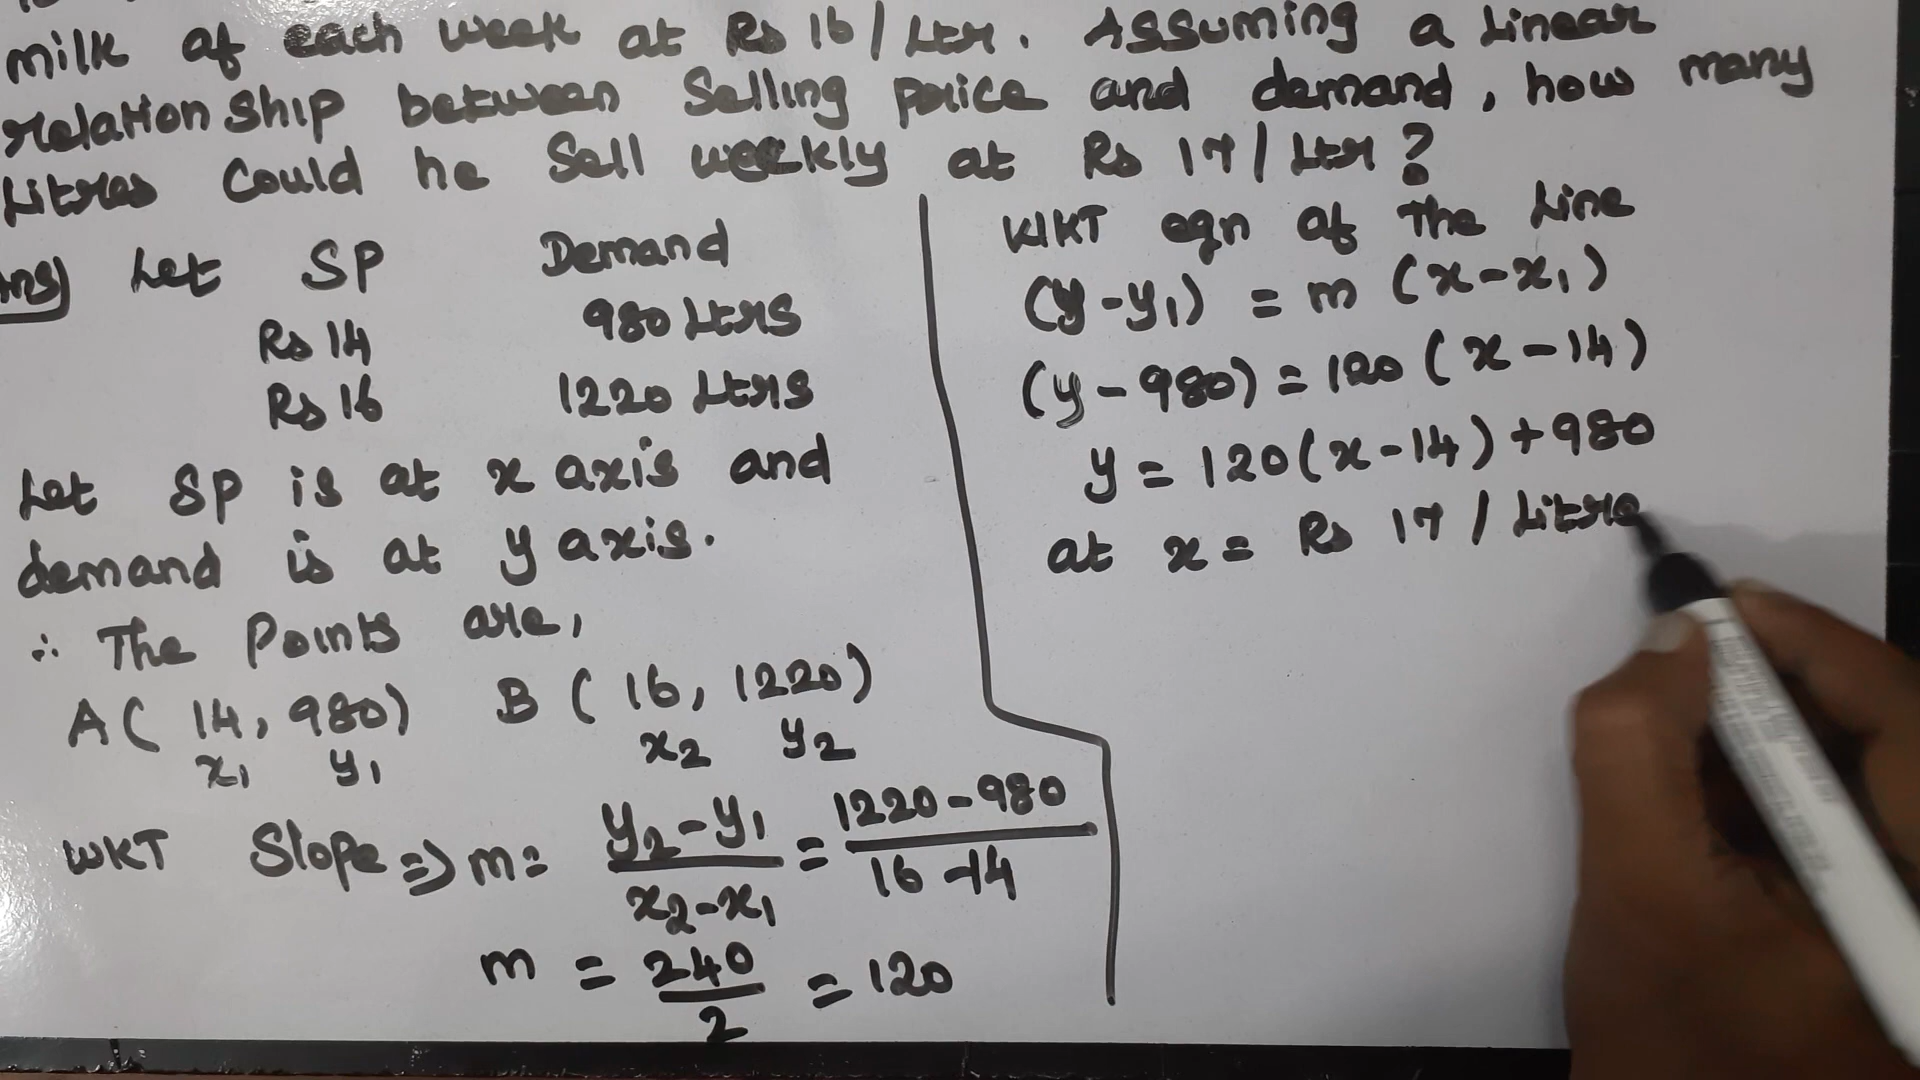 milk of each week at Rs 16/Ltr. Assuming a Linear
relationship between Selling price and demand, how many
Litres Could he Sell weekly at Rs 17/Ltr?
Ans) Let SP Demand
Rs 14 980 Ltrs
Rs 16 1220 Ltrs
Let SP is at x axis and
demand is at y axis.
∴ The Points are,
A( 14, 980) B ( 16, 1220)
x1 y1 x2 y2
WKT Slope => m = y2-y1/x2-x1 = 1220-980/16-14
m = 240/2 = 120
WKT eqn of The Line
(y-y1) = m (x-x1)
(y-980) = 120 (x-14)
y = 120(x-14)+980
at x = Rs 17 / Litre